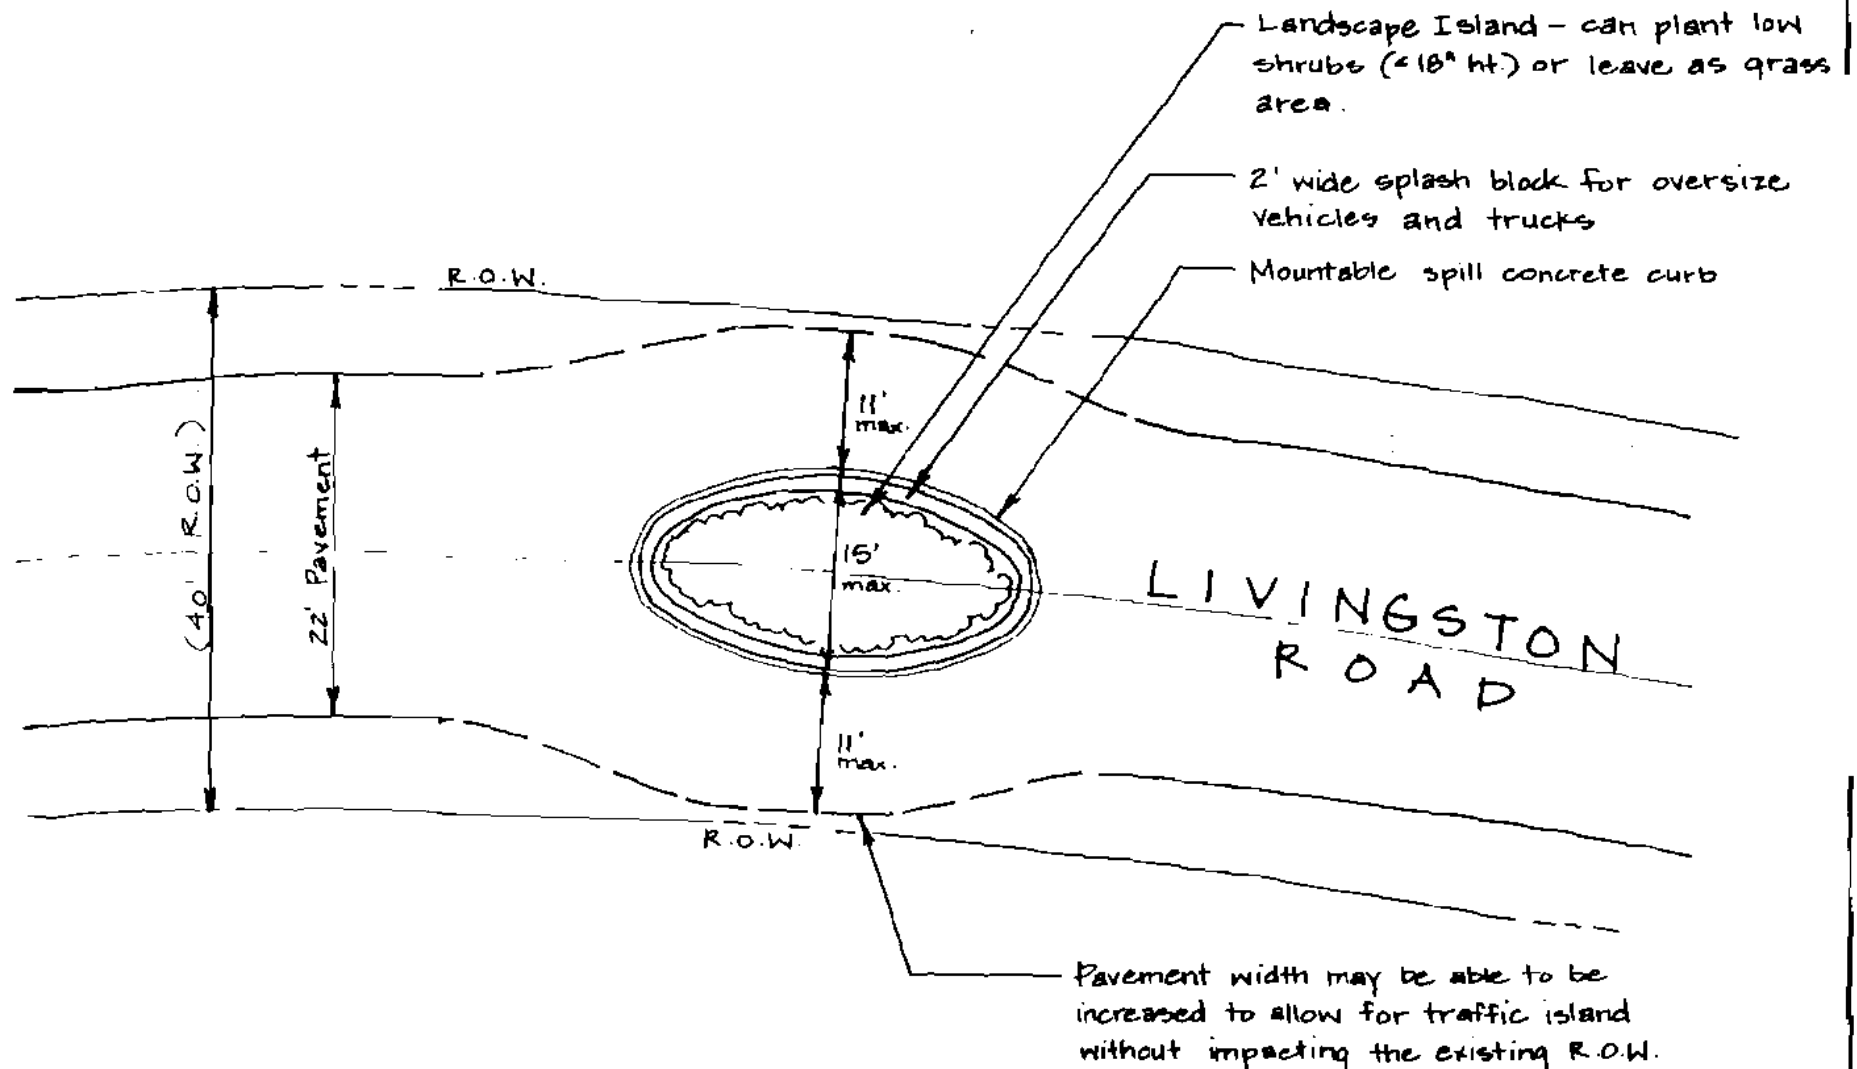 Landscape Island - can plant low
shrubs (<18" ht.) or leave as grass
area.
2' wide splash block for oversize
vehicles and trucks
Mountable spill concrete curb
R.O.W.
11'
max.
(40' R.O.W.)
22' Pavement
15'
max.
LIVINGSTON
ROAD
11'
max.
R.O.W.
Pavement width may be able to be
increased to allow for traffic island
without impacting the existing R.O.W.